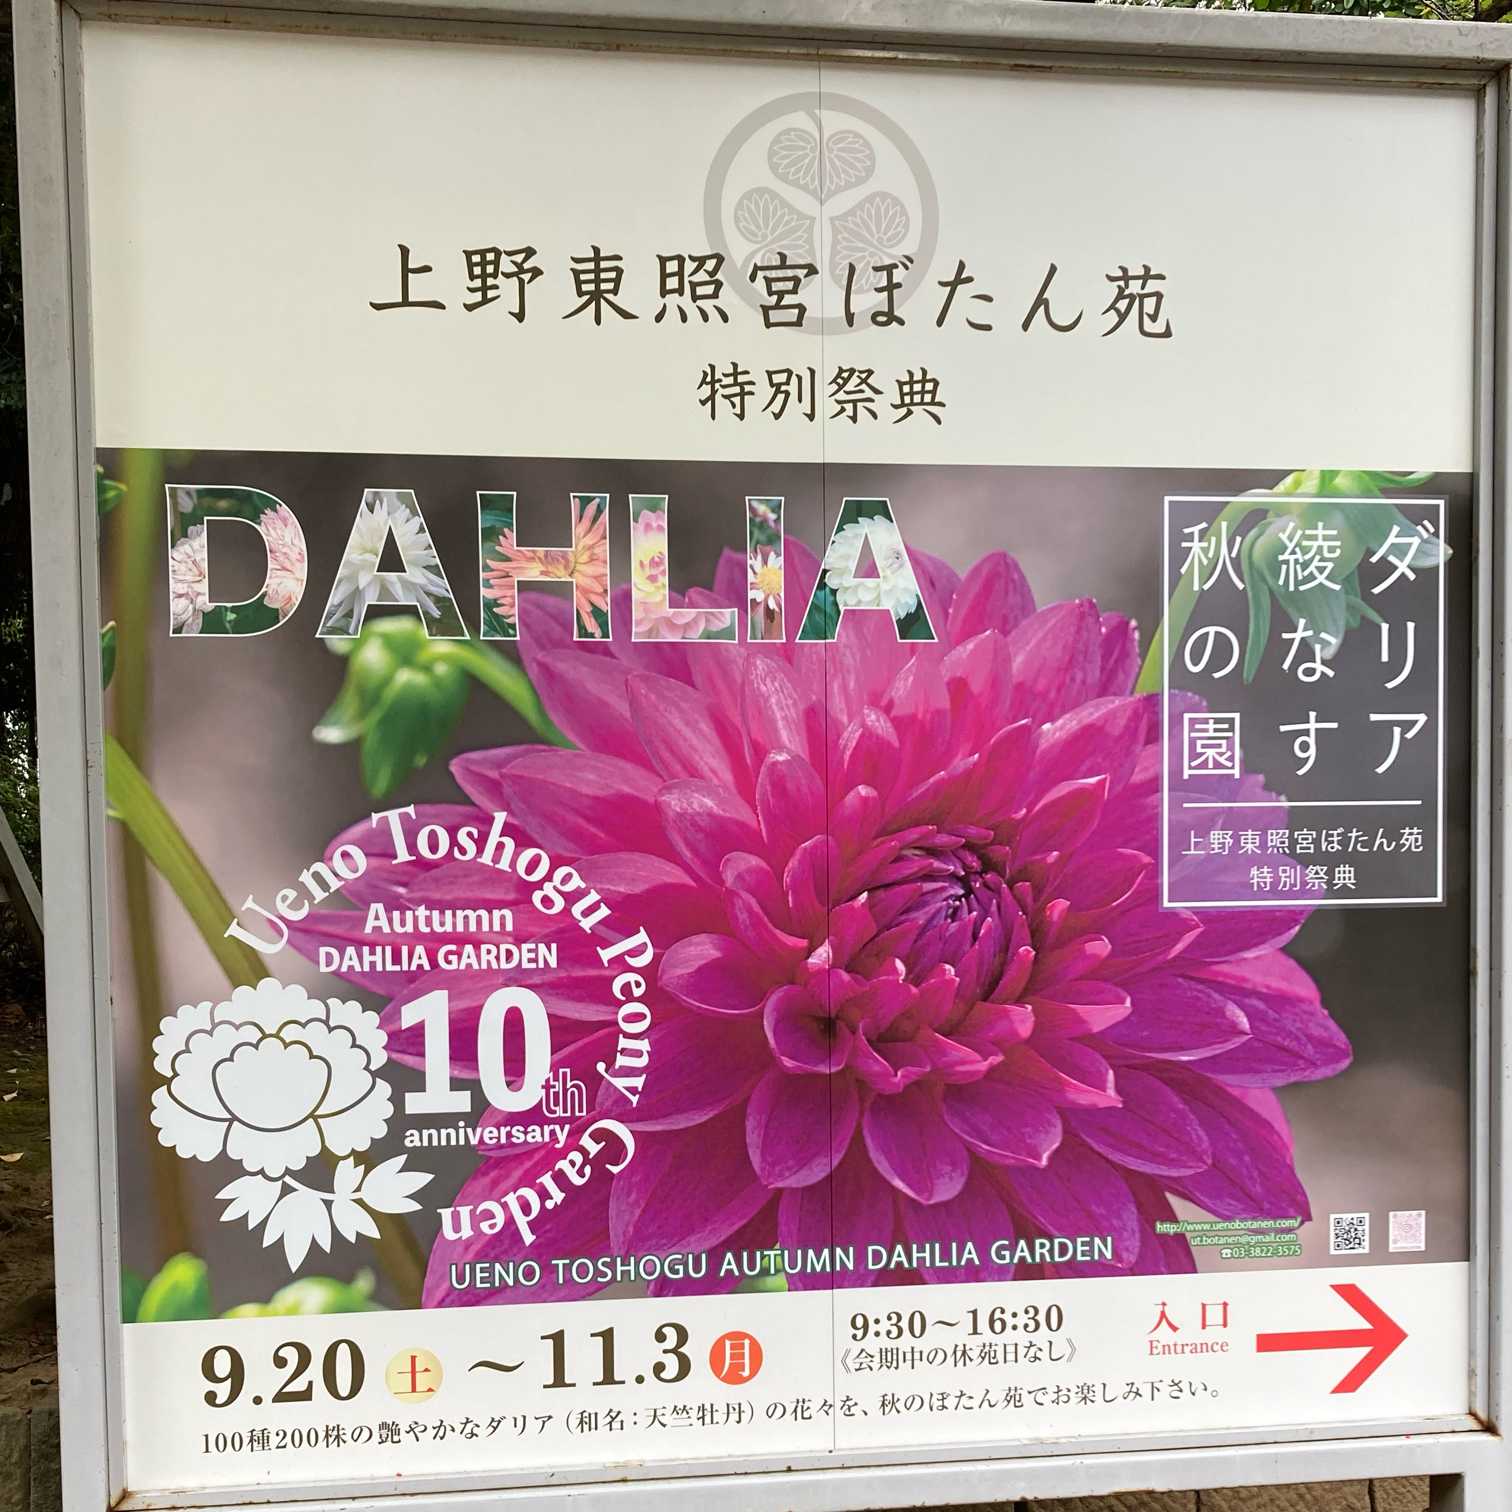 上野東照宮ぼたん苑
特別祭典
DAHLIA
ダリア
綾なす
秋の園
上野東照宮ぼたん苑
特別祭典
Ueno Toshogu Peony Garden
Autumn
DAHLIA GARDEN
10th
anniversary
UENO TOSHOGU AUTUMN DAHLIA GARDEN
http://www.uenobotanen.com/
ut.botanen@gmail.com
☎03-3822-3575
9.20 土 ～11.3 月
9:30～16:30
《会期中の休苑日なし》
入口
Entrance
100種200株の艶やかなダリア（和名：天竺牡丹）の花々を、秋のぼたん苑でお楽しみ下さい。